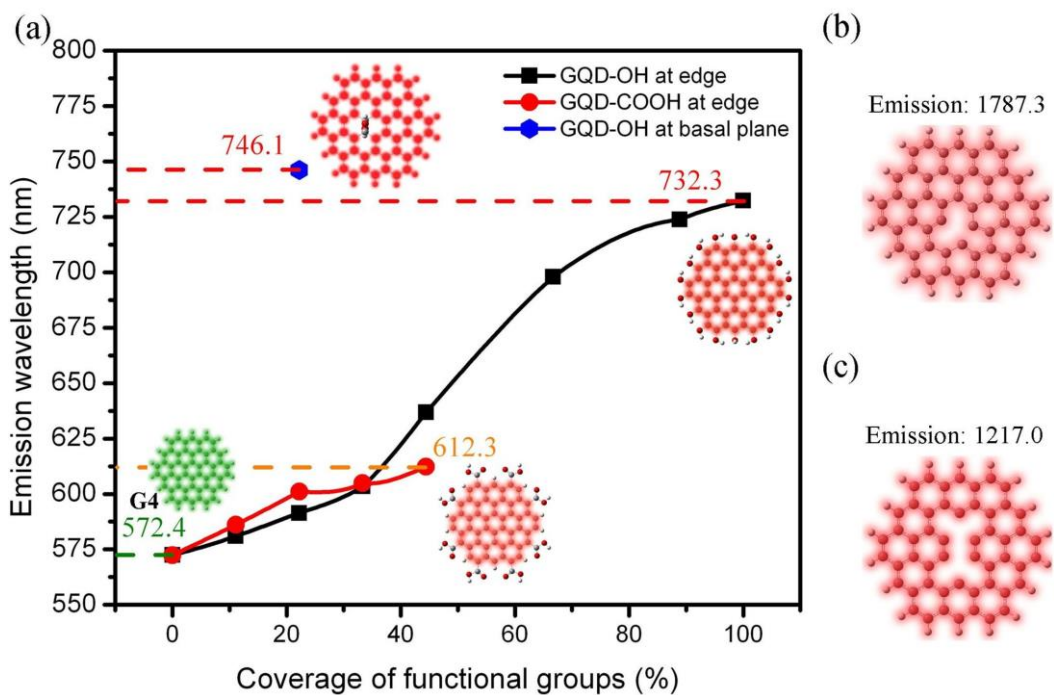 (a)
800
775
750
725
700
675
650
625
600
575
550
Emission wavelength (nm)
0
20
40
60
80
100
Coverage of functional groups (%)
GQD-OH at edge
GQD-COOH at edge
GQD-OH at basal plane
746.1
732.3
612.3
G4
572.4
(b)
Emission: 1787.3
(c)
Emission: 1217.0